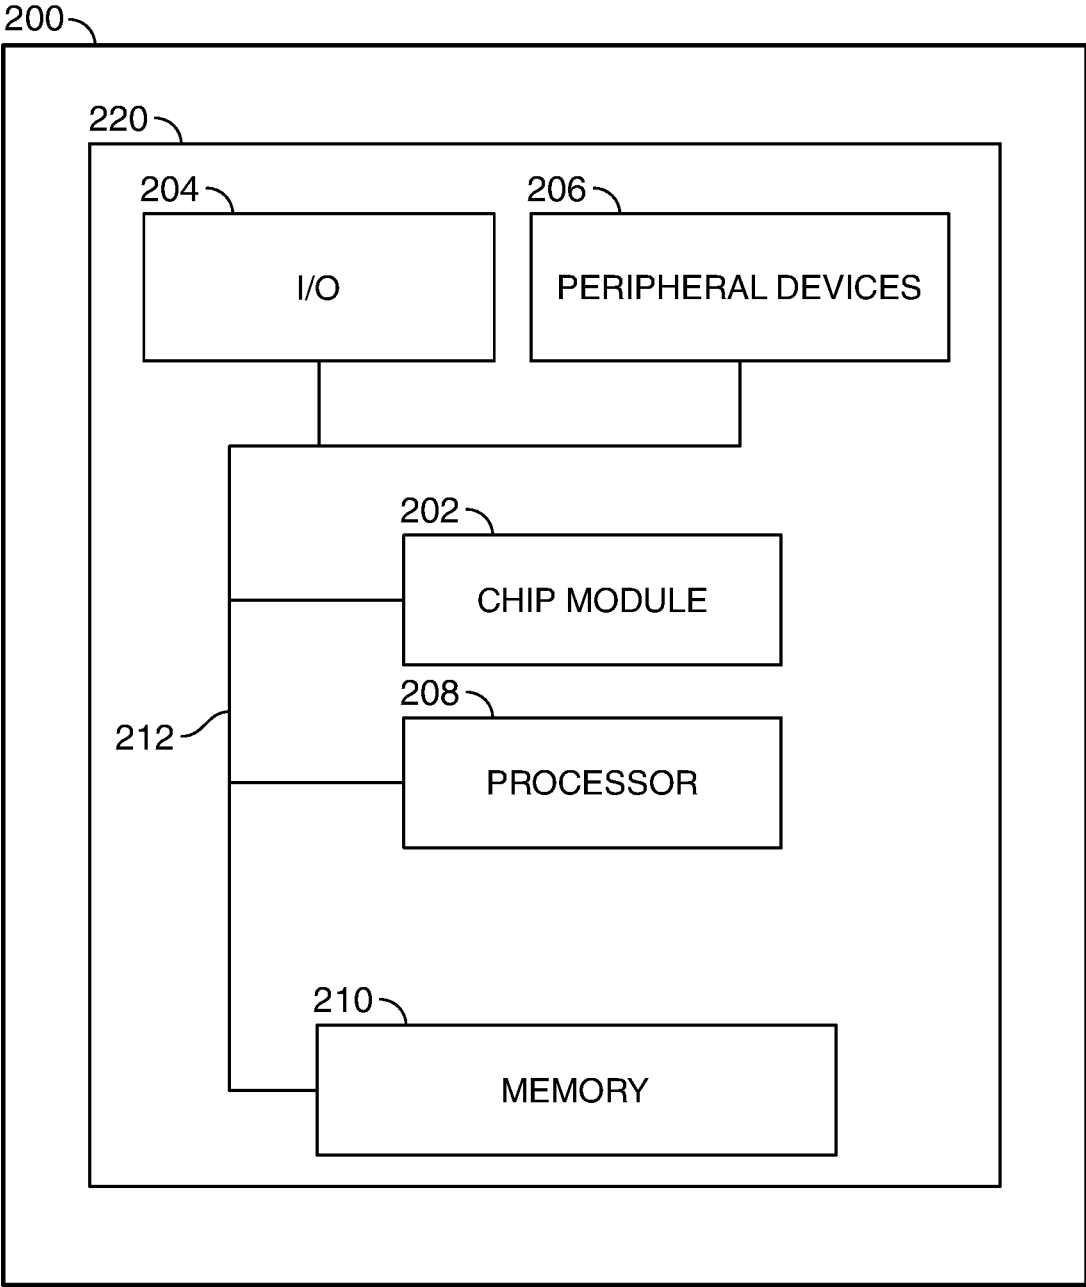 200
220
204
206
I/O
PERIPHERAL DEVICES
202
CHIP MODULE
208
212
PROCESSOR
210
MEMORY